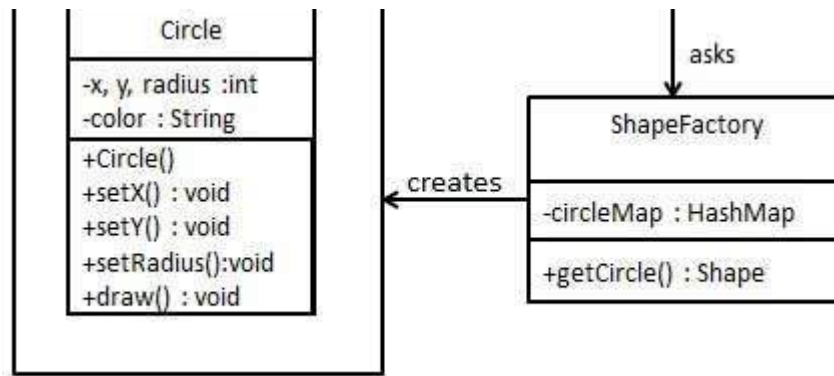 Circle
-x, y, radius :int
-color : String
+Circle()
+setX() : void
+setY() : void
+setRadius():void
+draw() : void
creates
asks
ShapeFactory
-circleMap : HashMap
+getCircle() : Shape